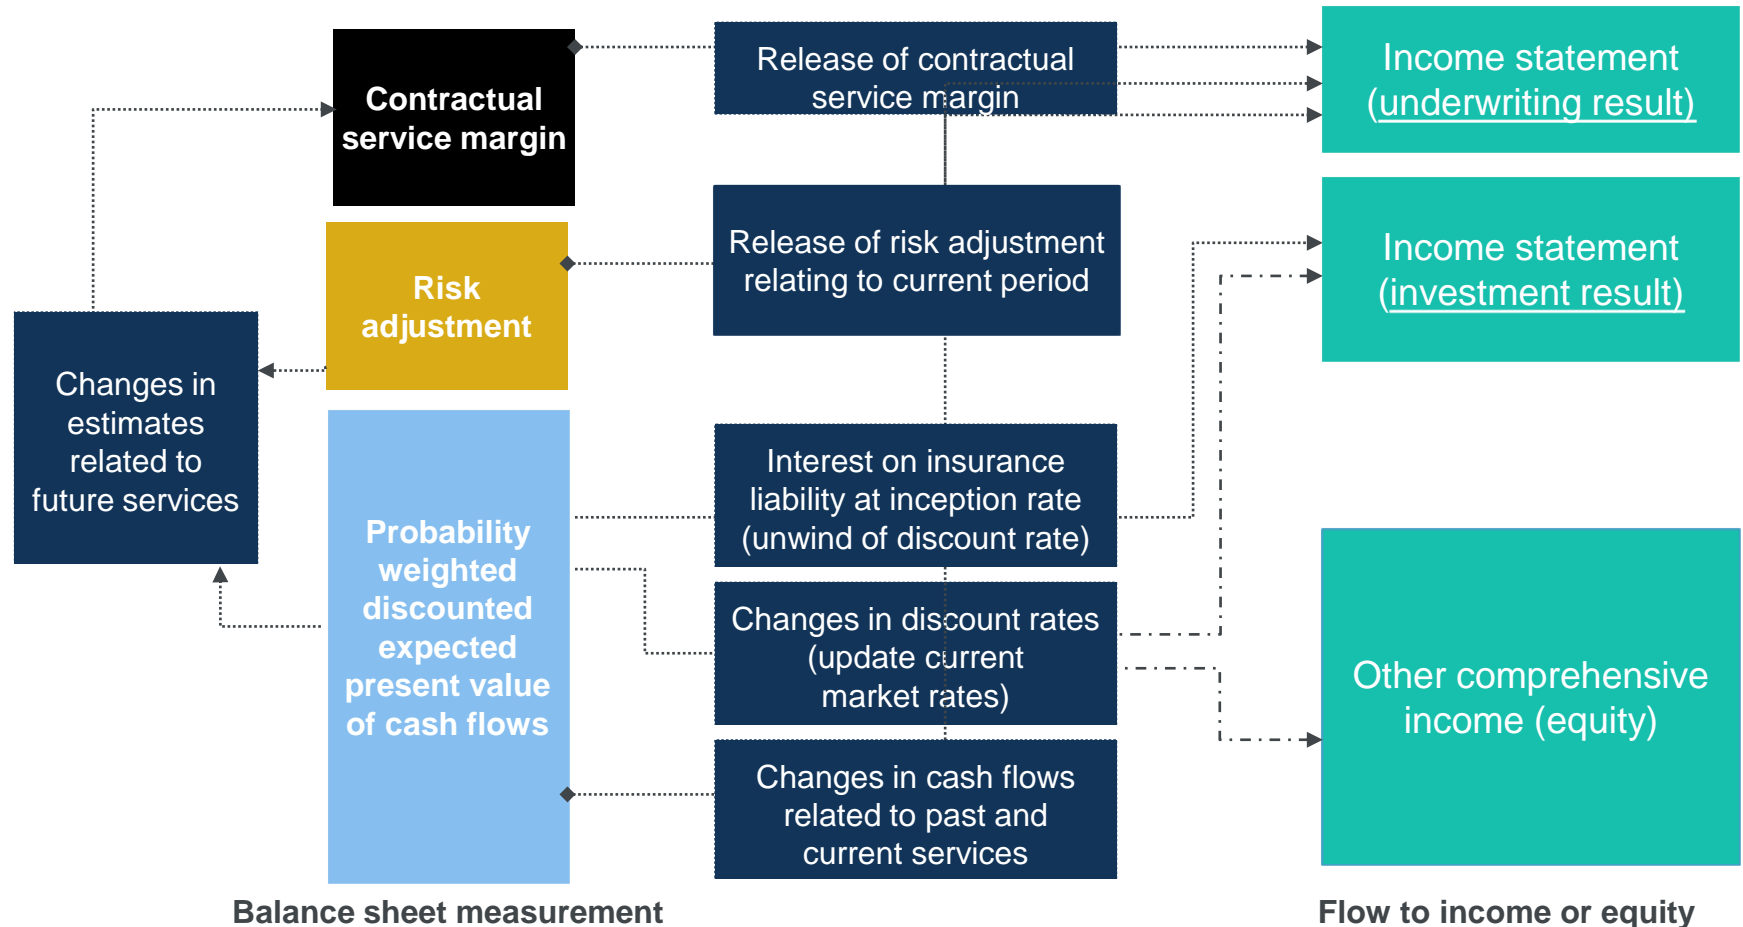 Contractual
service margin
Risk
adjustment
Changes in
estimates
related to
future services
Probability
weighted
discounted
expected
present value
of cash flows
Release of contractual
service margin
Release of risk adjustment
relating to current period
Interest on insurance
liability at inception rate
(unwind of discount rate)
Changes in discount rates
(update current
market rates)
Changes in cash flows
related to past and
current services
Income statement
(underwriting result)
Income statement
(investment result)
Other comprehensive
income (equity)
Balance sheet measurement
Flow to income or equity